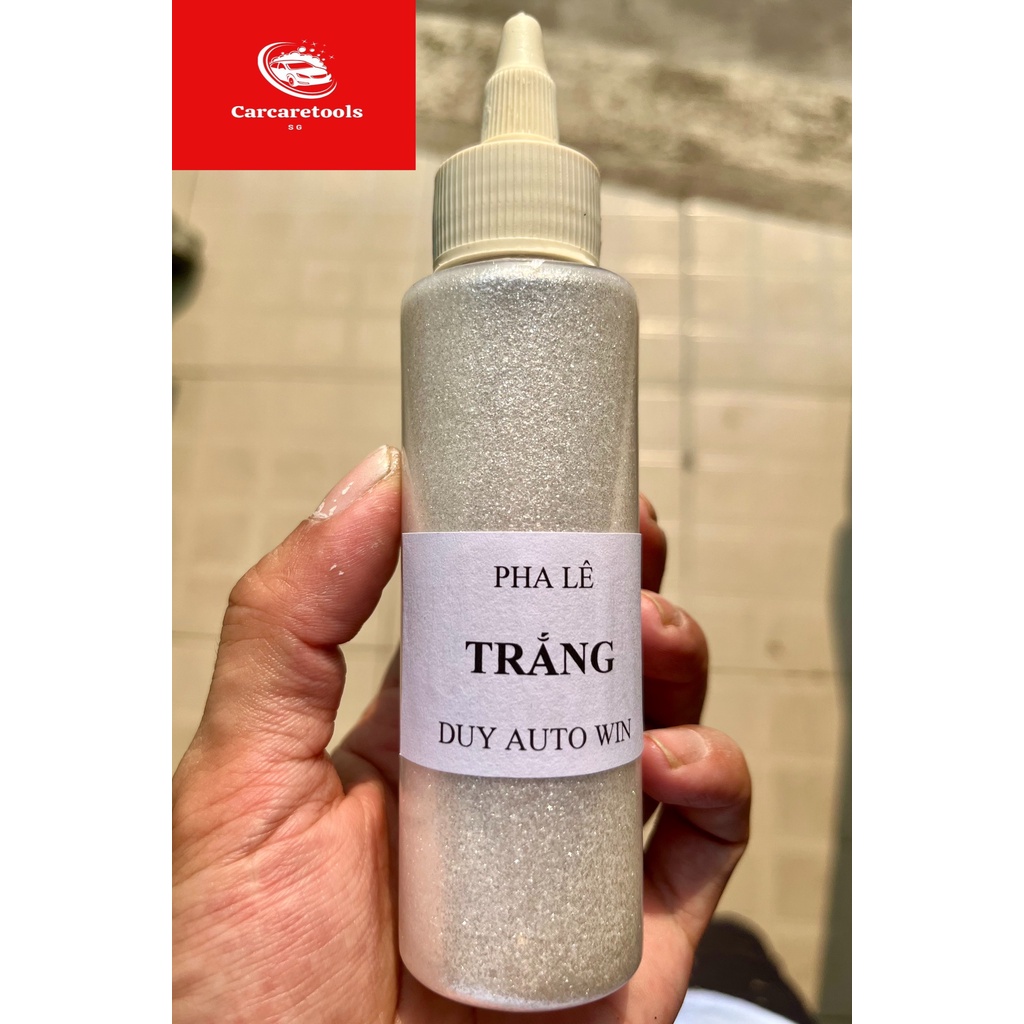 Carcaretools
SG
PHA LÊ
TRẮNG
DUY AUTO WIN